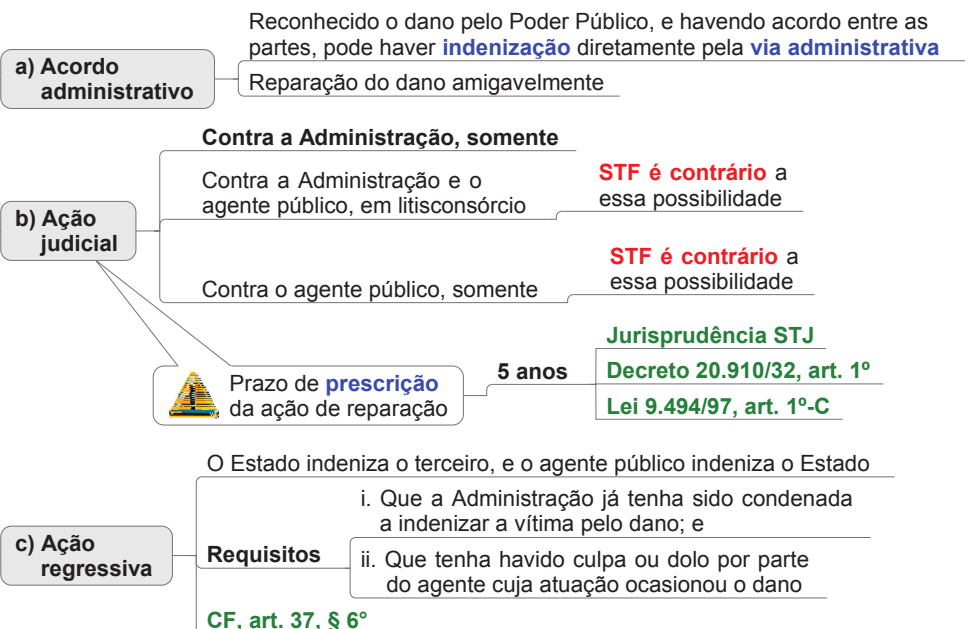 Reconhecido o dano pelo Poder Público, e havendo acordo entre as
partes, pode haver indenização diretamente pela via administrativa
a) Acordo
administrativo
Reparação do dano amigavelmente
Contra a Administração, somente
Contra a Administração e o
agente público, em litisconsórcio
STF é contrário a
essa possibilidade
b) Ação
judicial
Contra o agente público, somente
STF é contrário a
essa possibilidade
Prazo de prescrição
da ação de reparação
5 anos
Jurisprudência STJ
Decreto 20.910/32, art. 1º
Lei 9.494/97, art. 1º-C
O Estado indeniza o terceiro, e o agente público indeniza o Estado
c) Ação
regressiva
Requisitos
i. Que a Administração já tenha sido condenada
a indenizar a vítima pelo dano; e
ii. Que tenha havido culpa ou dolo por parte
do agente cuja atuação ocasionou o dano
CF, art. 37, § 6°